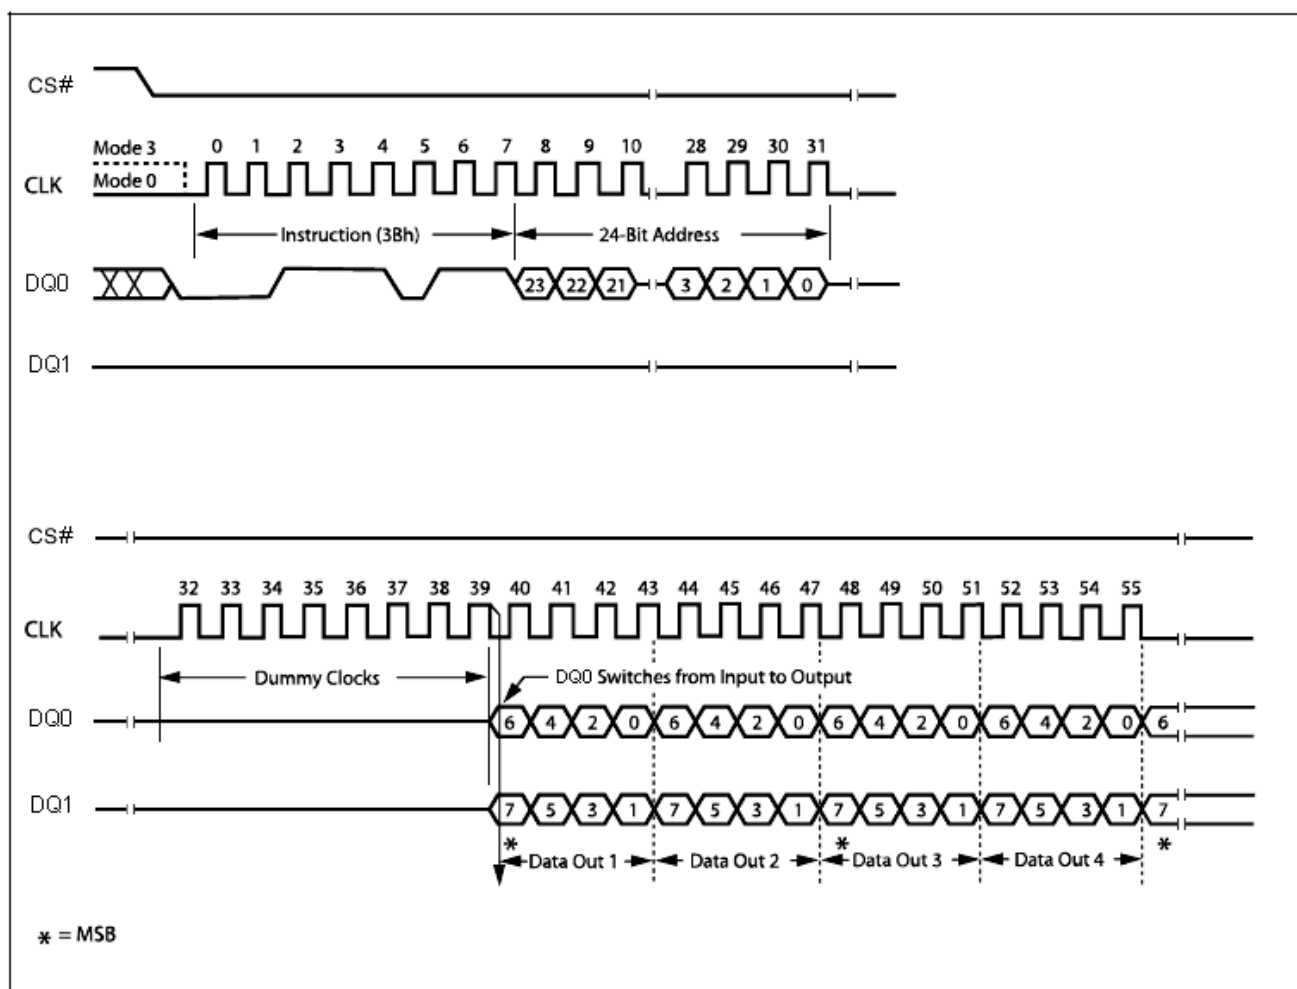 CS#
Mode 3 0 1 2 3 4 5 6 7 8 9 10 28 29 30 31
CLK Mode 0
Instruction (3Bh) 24-Bit Address
DQ0 23 22 21 3 2 1 0
DQ1
CS#
32 33 34 35 36 37 38 39 40 41 42 43 44 45 46 47 48 49 50 51 52 53 54 55
CLK
Dummy Clocks DQ0 Switches from Input to Output
DQ0 6 4 2 0 6 4 2 0 6 4 2 0 6 4 2 0 6
DQ1 7 5 3 1 7 5 3 1 7 5 3 1 7 5 3 1 7
* * *
Data Out 1 Data Out 2 Data Out 3 Data Out 4
* = MSB